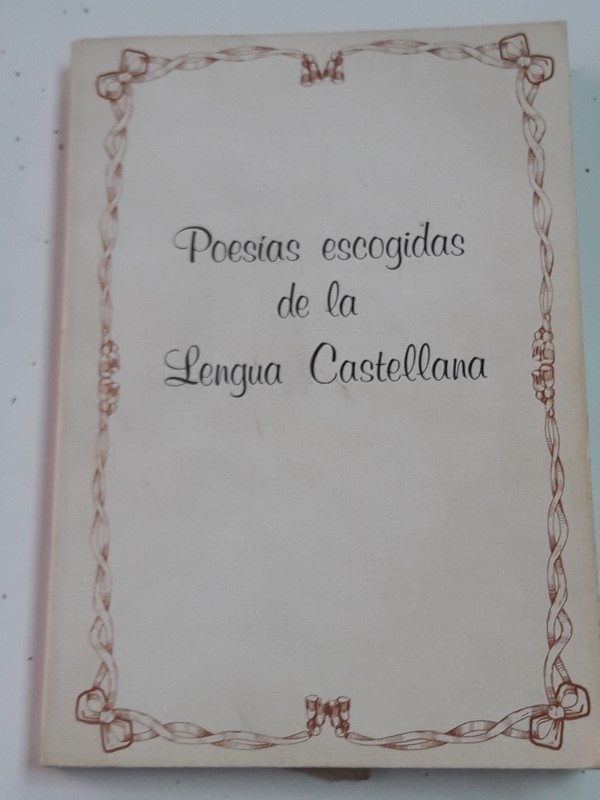 Poesías escogidas
de la
Lengua Castellana